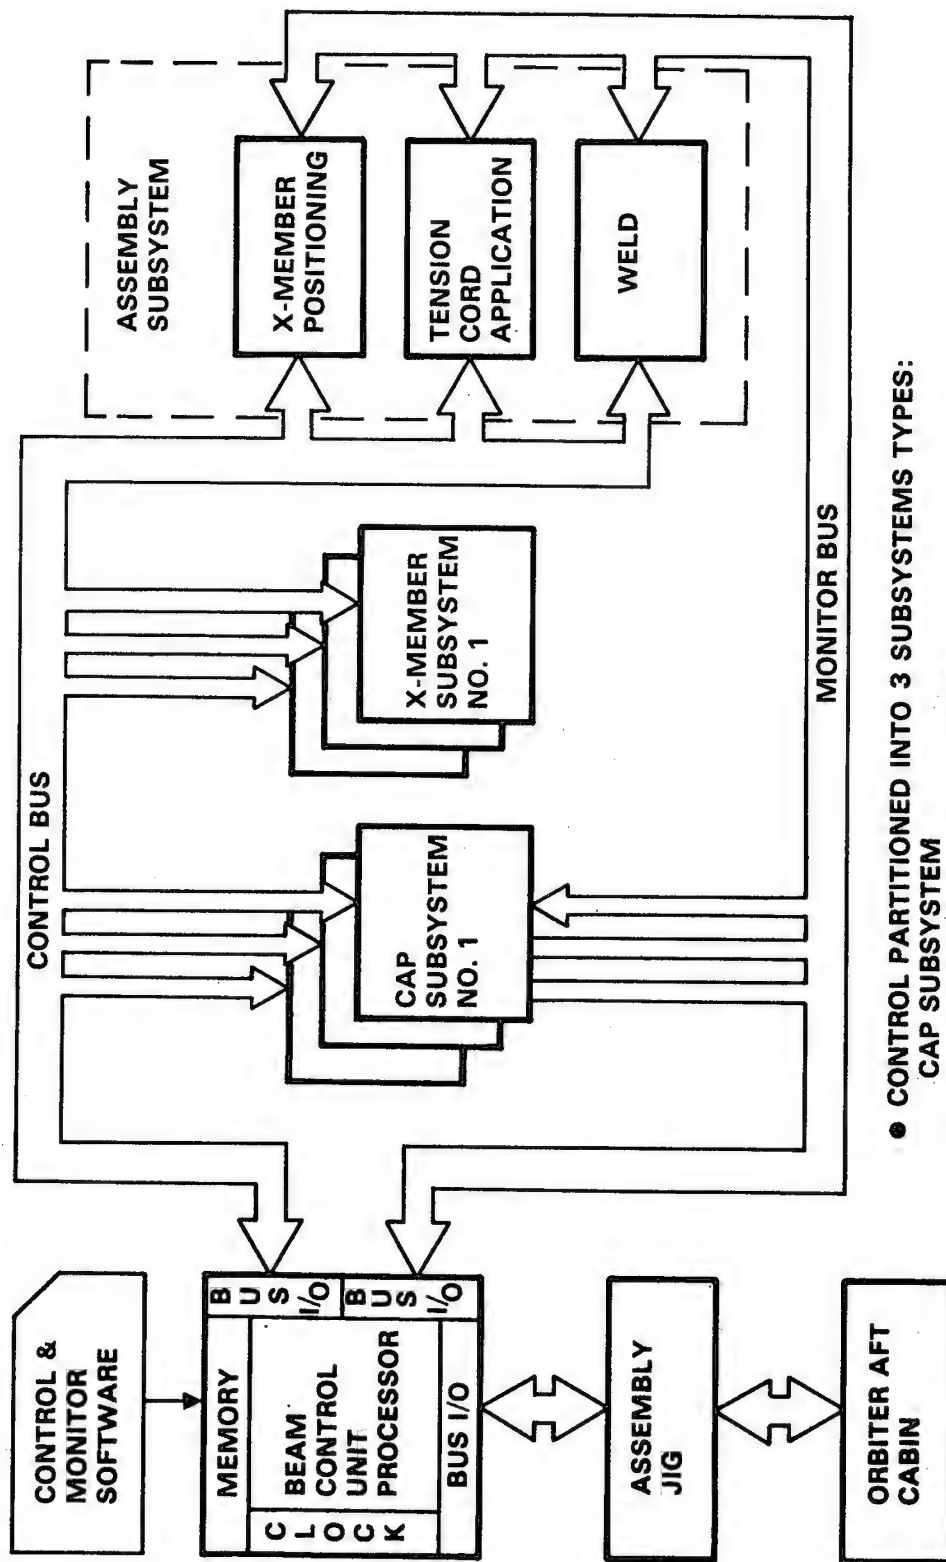 CONTROL &
MONITOR
SOFTWARE
MEMORY
CLOCK
BEAM
CONTROL
UNIT
PROCESSOR
BUS I/O
BUS I/O
BUS I/O
ASSEMBLY
JIG
ORBITER AFT
CABIN
CONTROL BUS
CAP
SUBSYSTEM
NO. 1
X-MEMBER
SUBSYSTEM
NO. 1
ASSEMBLY
SUBSYSTEM
X-MEMBER
POSITIONING
TENSION
CORD
APPLICATION
WELD
MONITOR BUS
● CONTROL PARTITIONED INTO 3 SUBSYSTEMS TYPES:
CAP SUBSYSTEM